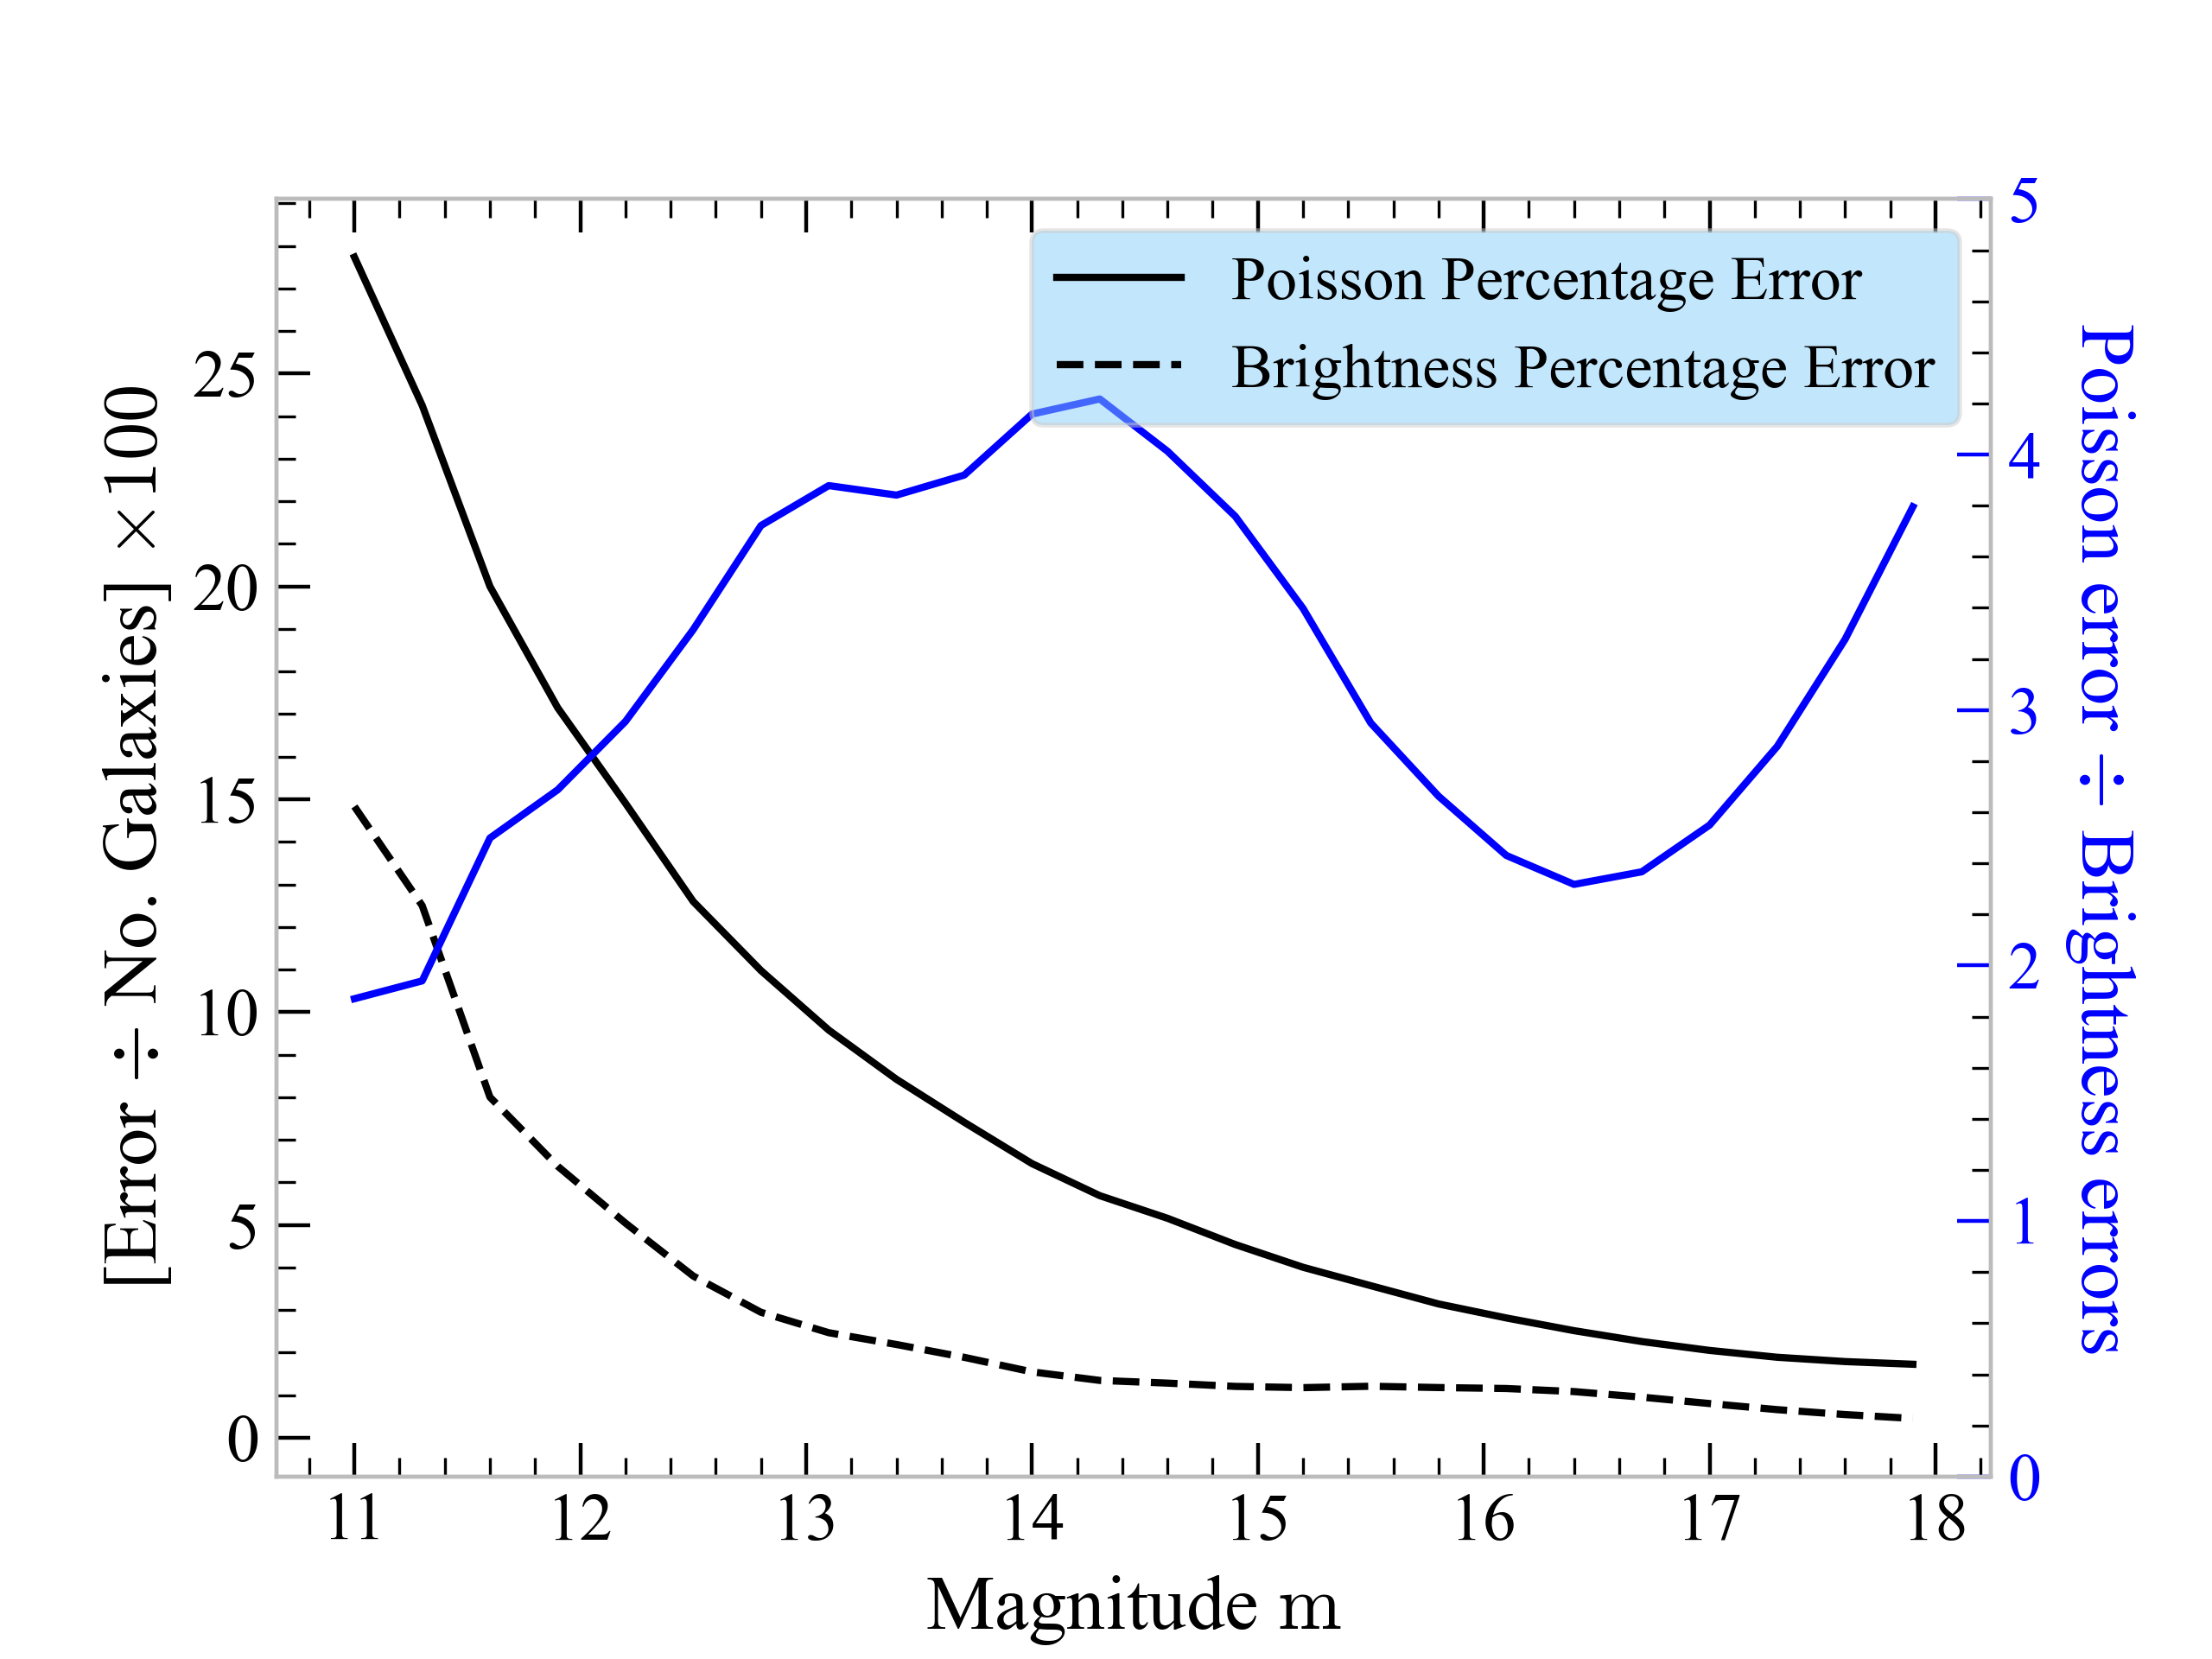 Poisson Percentage Error
Brightness Percentage Error
[Error ÷ No. Galaxies] ×100
25
20
15
10
5
0
5
4
3
2
1
0
Poisson error ÷ Brightness errors
11 12 13 14 15 16 17 18
Magnitude m